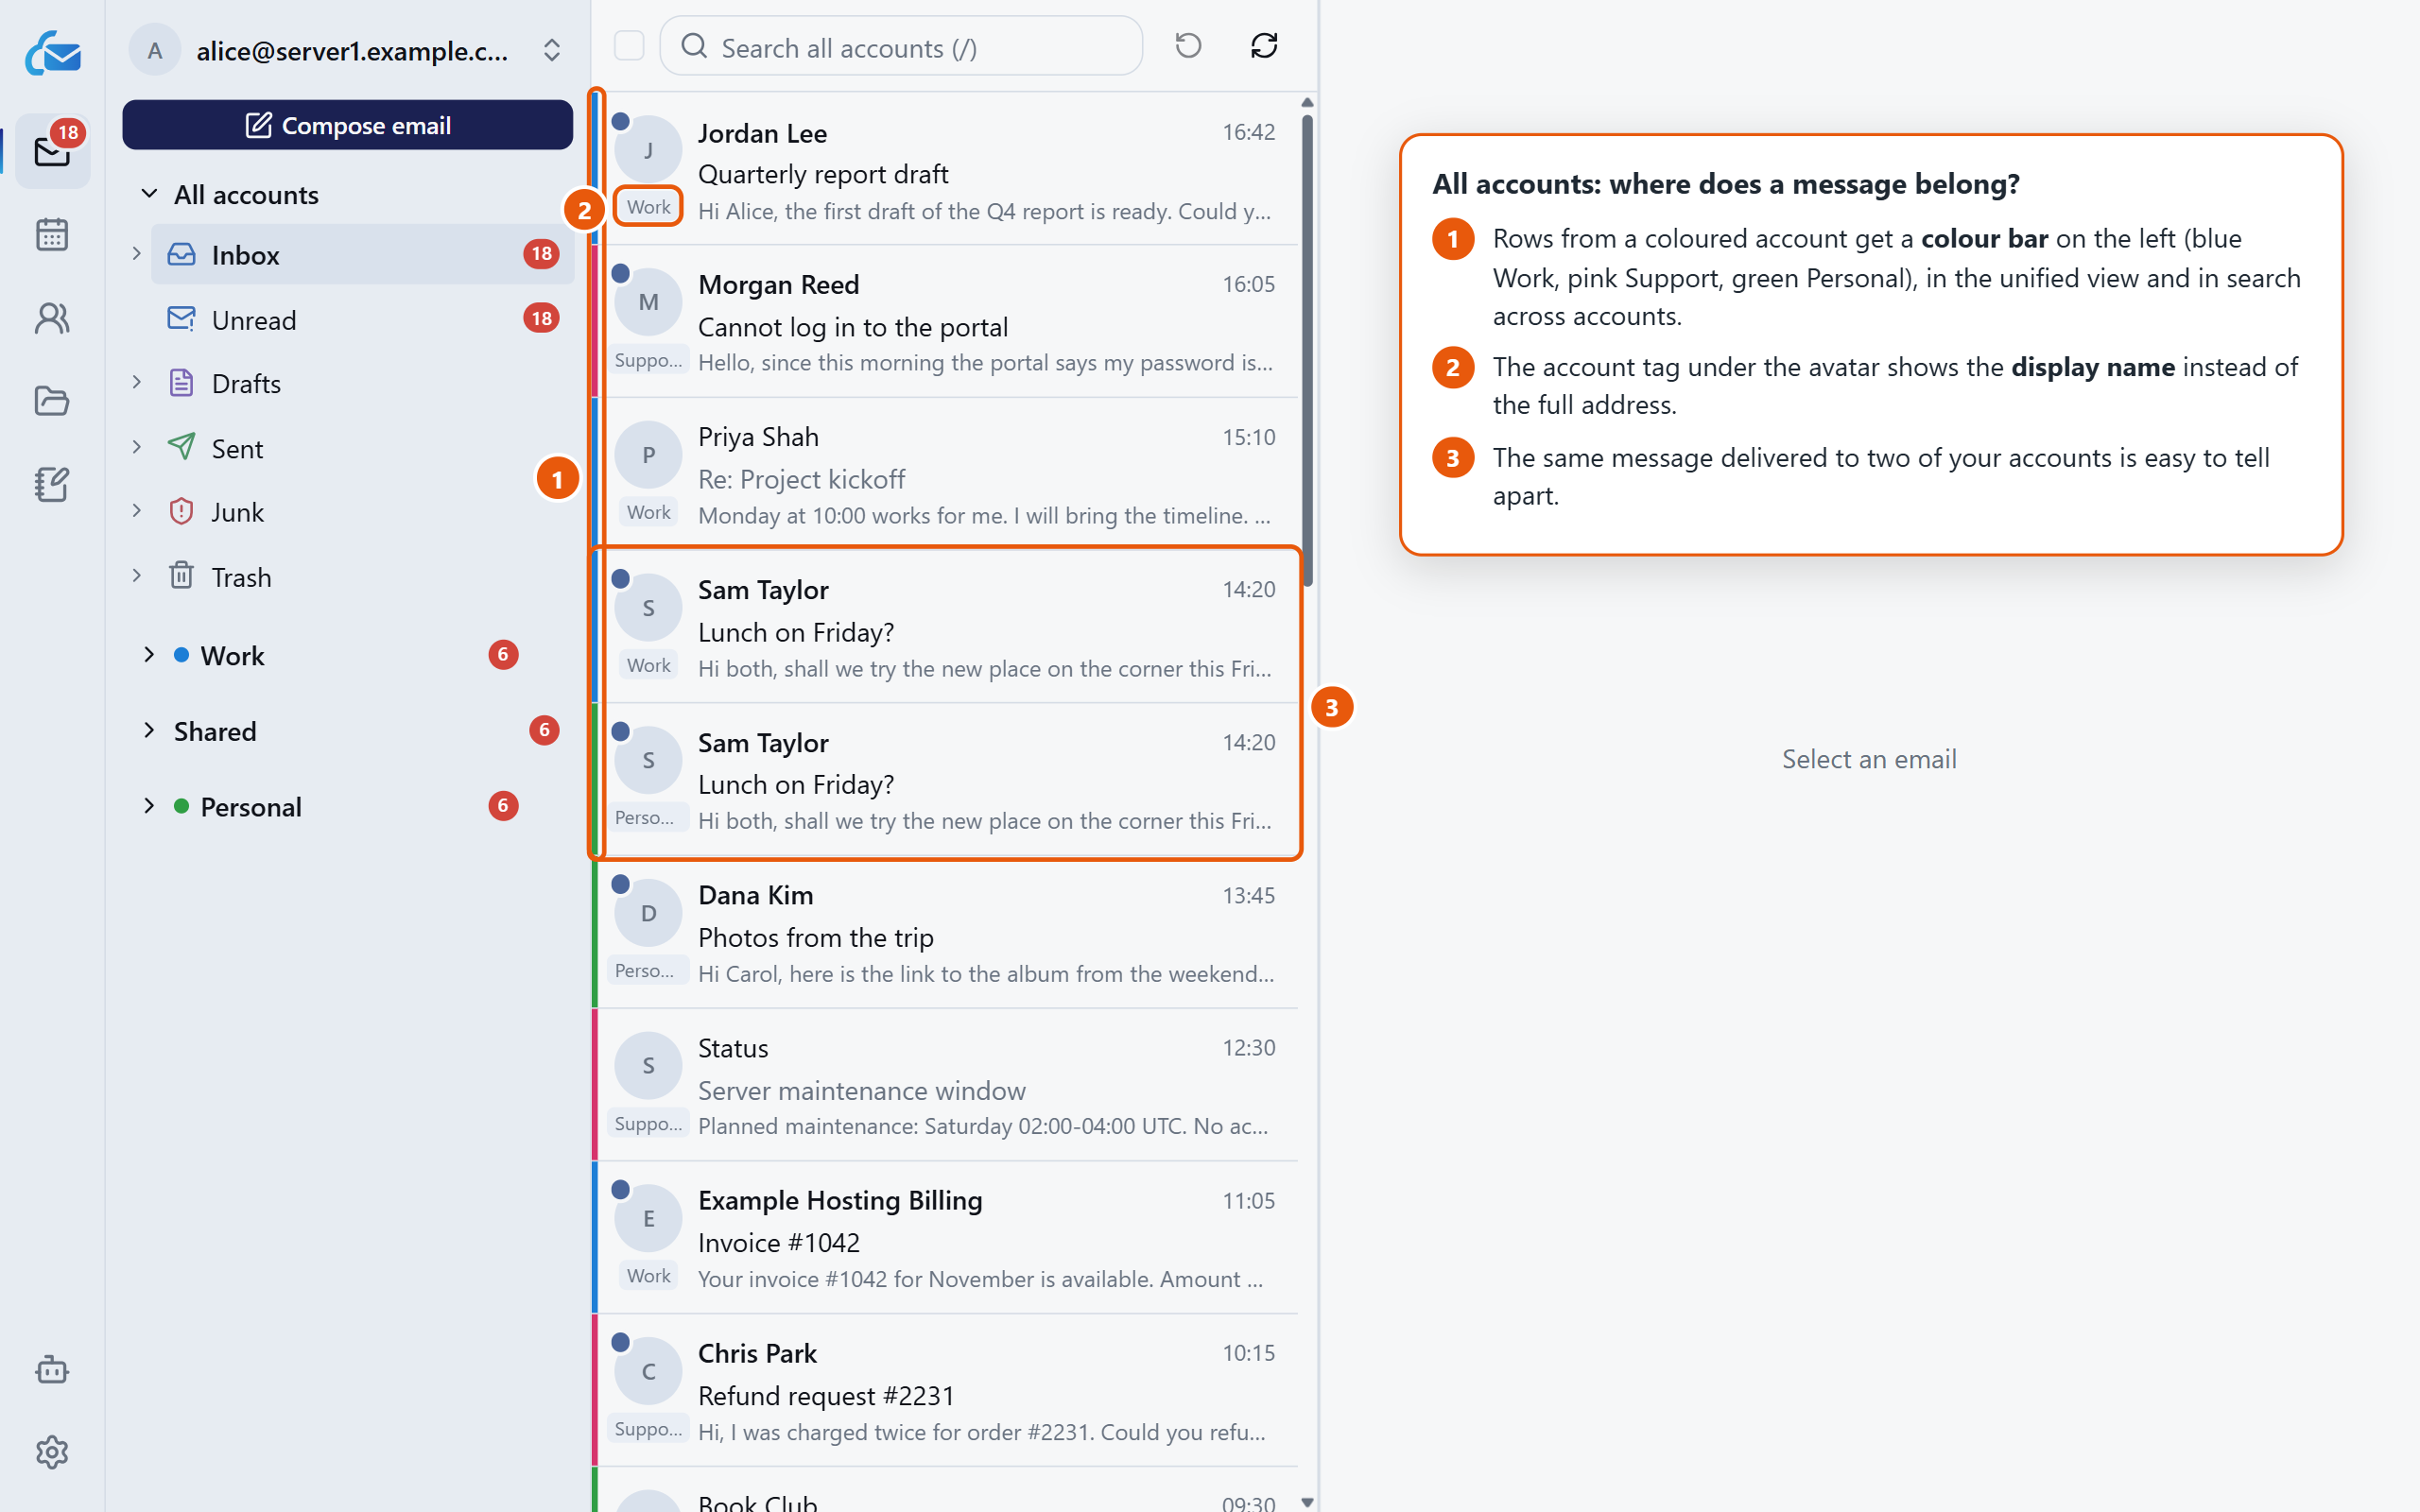 18
A
alice@server1.example.c...
Compose email
All accounts
Inbox
18
Unread
18
Drafts
Sent
Junk
Trash
Work
6
Shared
6
Personal
6
Search all accounts (/)
1
2
3
J
Jordan Lee
16:42
Quarterly report draft
Work
Hi Alice, the first draft of the Q4 report is ready. Could y...
M
Morgan Reed
16:05
Cannot log in to the portal
Suppo...
Hello, since this morning the portal says my password is...
P
Priya Shah
15:10
Re: Project kickoff
Work
Monday at 10:00 works for me. I will bring the timeline. ...
S
Sam Taylor
14:20
Lunch on Friday?
Work
Hi both, shall we try the new place on the corner this Fri...
S
Sam Taylor
14:20
Lunch on Friday?
Perso...
Hi both, shall we try the new place on the corner this Fri...
D
Dana Kim
13:45
Photos from the trip
Perso...
Hi Carol, here is the link to the album from the weekend...
S
Status
12:30
Server maintenance window
Suppo...
Planned maintenance: Saturday 02:00-04:00 UTC. No ac...
E
Example Hosting Billing
11:05
Invoice #1042
Work
Your invoice #1042 for November is available. Amount ...
C
Chris Park
10:15
Refund request #2231
Suppo...
Hi, I was charged twice for order #2231. Could you refu...
Book Club
09:30
All accounts: where does a message belong?
1
Rows from a coloured account get a colour bar on the left (blue
Work, pink Support, green Personal), in the unified view and in search
across accounts.
2
The account tag under the avatar shows the display name instead of
the full address.
3
The same message delivered to two of your accounts is easy to tell
apart.
Select an email